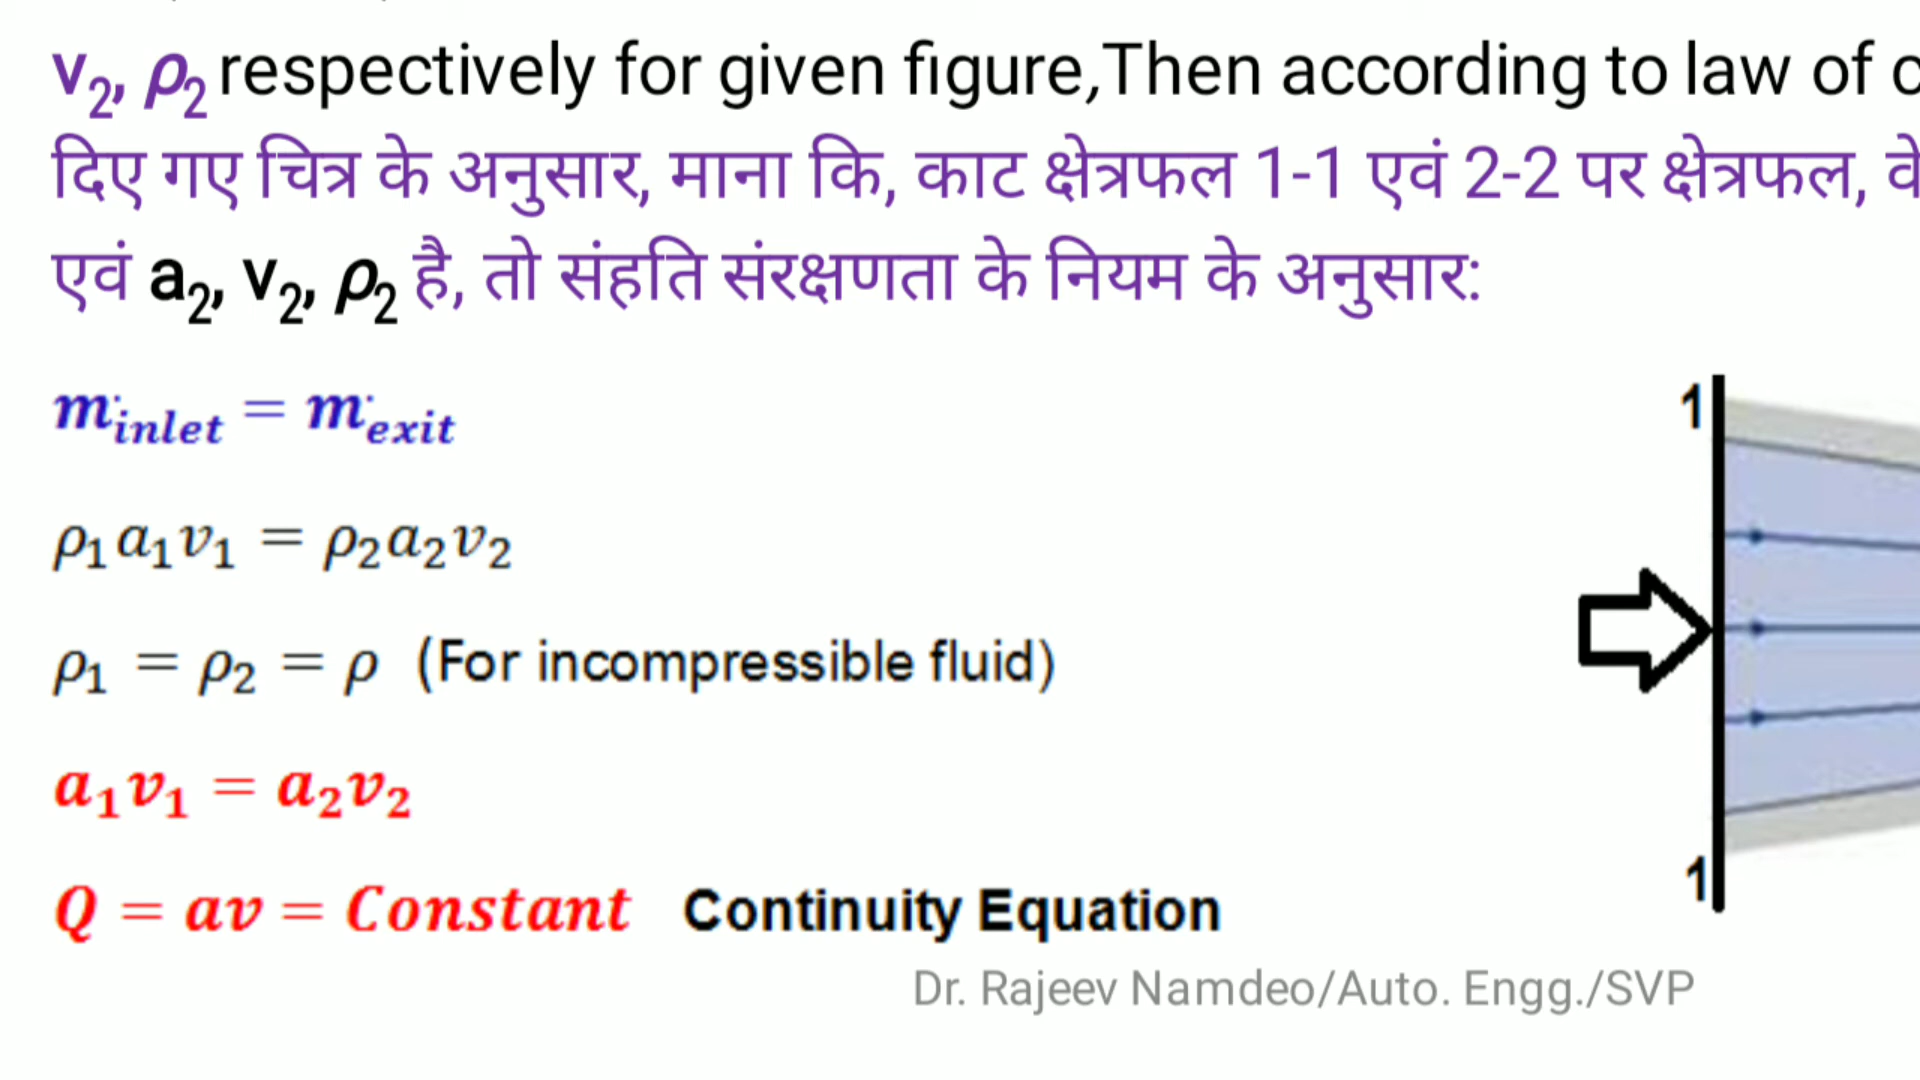 v₂, ρ₂ respectively for given figure,Then according to law of
दिए गए चित्र के अनुसार, माना कि, काट क्षेत्रफल 1-1 एवं 2-2 पर क्षेत्रफल,
एवं a₂, v₂, ρ₂ है, तो संहति संरक्षणता के नियम के अनुसार:
ṁ_inlet = ṁ_exit
ρ₁a₁v₁ = ρ₂a₂v₂
ρ₁ = ρ₂ = ρ (For incompressible fluid)
a₁v₁ = a₂v₂
Q = av = Constant Continuity Equation
1
1
Dr. Rajeev Namdeo/Auto. Engg./SVP